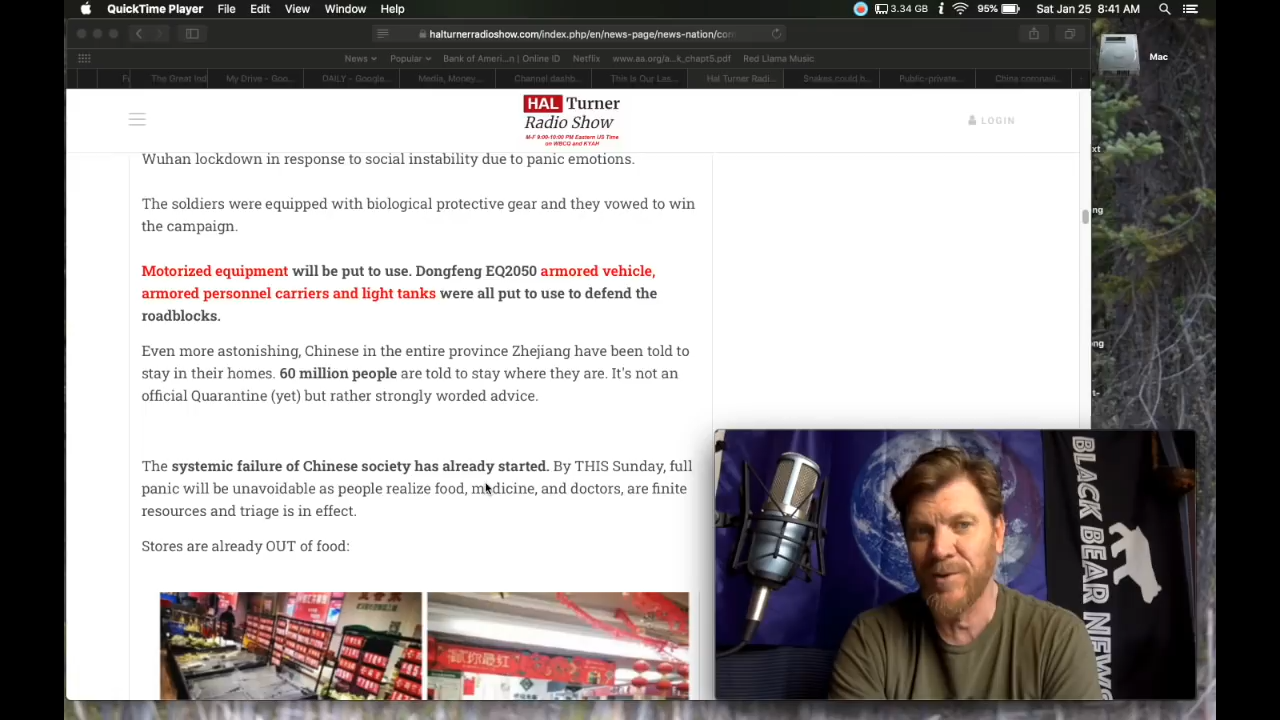 QuickTime Player File Edit View Window Help 3.34 GB 95% Sat Jan 25 8:41 AM
halturnerradioshow.com/index.php/en/news-page/news-nation/con
News Popular Bank of Ameri...n | Online ID Netflix www.aa.org/a...k_chapt5.pdf Red Llama Music
The Great Ind My Drive - Goo... DAILY - Google... Media, Money... Channel dashb... This Is Our Las... Hal Turner Radi... Snakes could b... Public-private... China coronavi...
Mac
HAL Turner
Radio Show
M-F 9:00-10:00 PM Eastern US Time
on WBCQ and KYAH
LOGIN
Wuhan lockdown in response to social instability due to panic emotions.
The soldiers were equipped with biological protective gear and they vowed to win
the campaign.
Motorized equipment will be put to use. Dongfeng EQ2050 armored vehicle,
armored personnel carriers and light tanks were all put to use to defend the
roadblocks.
Even more astonishing, Chinese in the entire province Zhejiang have been told to
stay in their homes. 60 million people are told to stay where they are. It's not an
official Quarantine (yet) but rather strongly worded advice.
The systemic failure of Chinese society has already started. By THIS Sunday, full
panic will be unavoidable as people realize food, medicine, and doctors, are finite
resources and triage is in effect.
Stores are already OUT of food:
BLACK BEAR NEWS